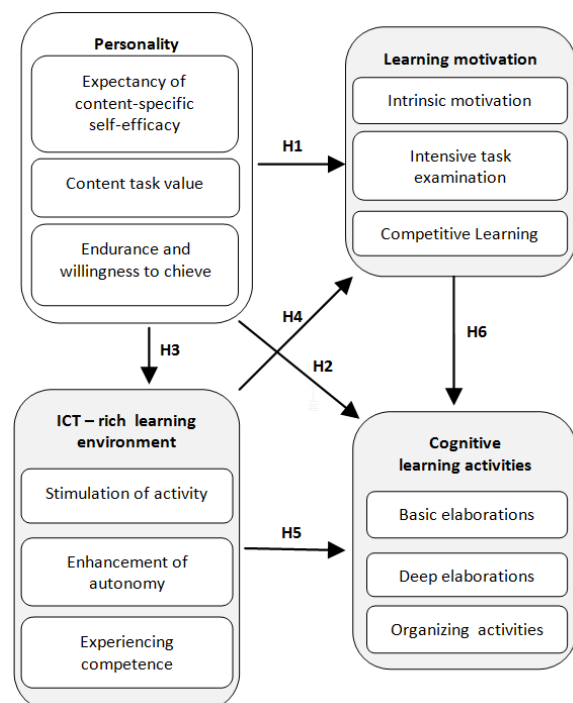 Personality
Expectancy of
content-specific
self-efficacy
Content task value
Endurance and
willingness to chieve
H1
Learning motivation
Intrinsic motivation
Intensive task
examination
Competitive Learning
H3
H4
H2
H6
ICT – rich learning
environment
Stimulation of activity
Enhancement of
autonomy
Experiencing
competence
H5
Cognitive
learning activities
Basic elaborations
Deep elaborations
Organizing activities